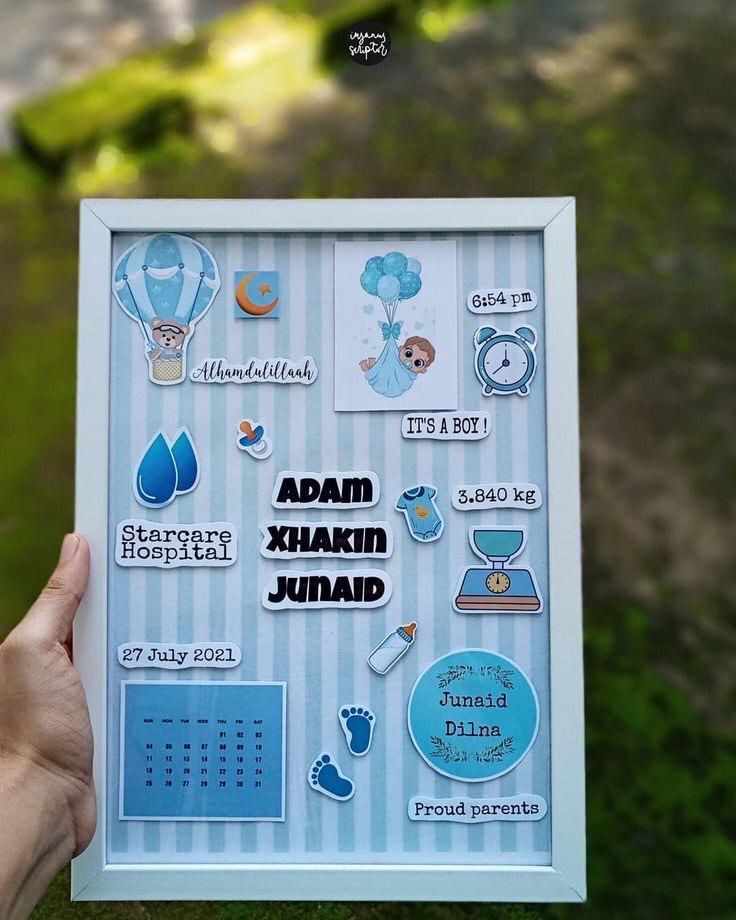 insanus
scriptor
6:54 pm
Alhamdulillaah
IT'S A BOY !
ADAM
XHAKIN
JUNAID
3.840 kg
Starcare
Hospital
27 July 2021
SUN MON TUE WED THU FRI SAT
01 02 03
04 05 06 07 08 09 10
11 12 13 14 15 16 17
18 19 20 21 22 23 24
25 26 27 28 29 30 31
Junaid
Dilna
Proud parents